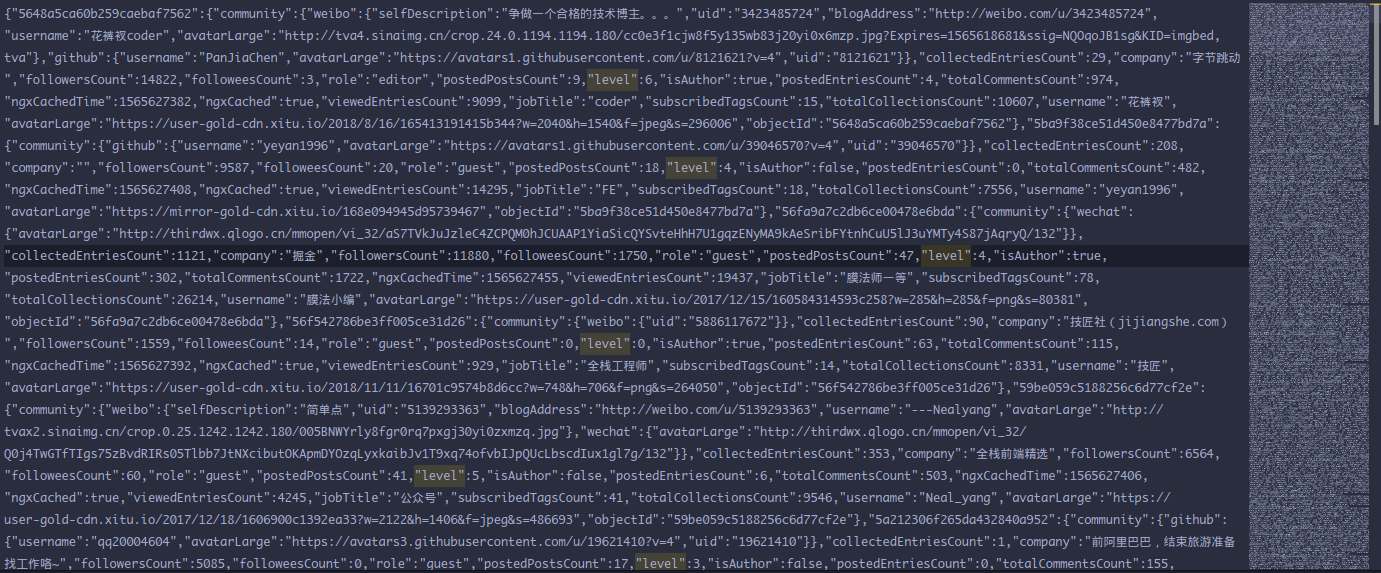 {"5648a5ca60b259caebaf7562":{"community":{"weibo":{"selfDescription":"争做一个合格的技术博主。。。","uid":"3423485724","blogAddress":"http://weibo.com/u/3423485724",
"username":"花裤衩coder","avatarLarge":"http://tva4.sinaimg.cn/crop.24.0.1194.1194.180/cc0e3f1cjw8f5y135wb83j20yi0x6mzp.jpg?Expires=1565618681&ssig=NQOqoJB1sg&KID=imgbed,
tva"},"github":{"username":"PanJiaChen","avatarLarge":"https://avatars1.githubusercontent.com/u/8121621?v=4","uid":"8121621"}},"collectedEntriesCount":29,"company":"字节跳动
","followersCount":14822,"followeesCount":3,"role":"editor","postedPostsCount":9,"level":6,"isAuthor":true,"postedEntriesCount":4,"totalCommentsCount":974,
"ngxCachedTime":1565627382,"ngxCached":true,"viewedEntriesCount":9099,"jobTitle":"coder","subscribedTagsCount":15,"totalCollectionsCount":10607,"username":"花裤衩",
"avatarLarge":"https://user-gold-cdn.xitu.io/2018/8/16/165413191415b344?w=2040&h=1540&f=jpeg&s=296006","objectId":"5648a5ca60b259caebaf7562"},"5ba9f38ce51d450e8477bd7a":
{"community":{"github":{"username":"yeyan1996","avatarLarge":"https://avatars1.githubusercontent.com/u/39046570?v=4","uid":"39046570"}},"collectedEntriesCount":208,
"company":"","followersCount":9587,"followeesCount":20,"role":"guest","postedPostsCount":18,"level":4,"isAuthor":false,"postedEntriesCount":0,"totalCommentsCount":482,
"ngxCachedTime":1565627408,"ngxCached":true,"viewedEntriesCount":14295,"jobTitle":"FE","subscribedTagsCount":18,"totalCollectionsCount":7556,"username":"yeyan1996",
"avatarLarge":"https://mirror-gold-cdn.xitu.io/168e094945d95739467","objectId":"5ba9f38ce51d450e8477bd7a"},"56fa9a7c2db6ce00478e6bda":{"community":{"wechat":
{"avatarLarge":"http://thirdwx.qlogo.cn/mmopen/vi_32/aS7TVkJuJzleC4ZCPQM0hJCUAAP1YiaSicQYSvteHhH7U1gqzENyMA9kAeSribFYtnhCuU5lJ3uYMTy4S87jAqryQ/132"}},
"collectedEntriesCount":1121,"company":"掘金","followersCount":11880,"followeesCount":1750,"role":"guest","postedPostsCount":47,"level":4,"isAuthor":true,
"postedEntriesCount":302,"totalCommentsCount":1722,"ngxCachedTime":1565627455,"viewedEntriesCount":19437,"jobTitle":"膜法师一等","subscribedTagsCount":78,
"totalCollectionsCount":26214,"username":"膜法小编","avatarLarge":"https://user-gold-cdn.xitu.io/2017/12/15/160584314593c258?w=285&h=285&f=png&s=80381",
"objectId":"56fa9a7c2db6ce00478e6bda"},"56f542786be3ff005ce31d26":{"community":{"weibo":{"uid":"5886117672"}},"collectedEntriesCount":90,"company":"技匠社（jijiangshe.com）
","followersCount":1559,"followeesCount":14,"role":"guest","postedPostsCount":0,"level":0,"isAuthor":true,"postedEntriesCount":63,"totalCommentsCount":115,
"ngxCachedTime":1565627392,"ngxCached":true,"viewedEntriesCount":929,"jobTitle":"全栈工程师","subscribedTagsCount":14,"totalCollectionsCount":8331,"username":"技匠",
"avatarLarge":"https://user-gold-cdn.xitu.io/2018/11/11/16701c9574b8d6cc?w=748&h=706&f=png&s=264050","objectId":"56f542786be3ff005ce31d26"},"59be059c5188256c6d77cf2e":
{"community":{"weibo":{"selfDescription":"简单点","uid":"5139293363","blogAddress":"http://weibo.com/u/5139293363","username":"---Nealyang","avatarLarge":"http://
tvax2.sinaimg.cn/crop.0.25.1242.1242.180/005BNWYrly8fgr0rq7pxgj30yi0zxmzq.jpg"},"wechat":{"avatarLarge":"http://thirdwx.qlogo.cn/mmopen/vi_32/
Q0j4TwGTfTIgs75zBvdRIRs05Tlbb7JtNXcibutOKApmDYOzqLyxkaibJv1T9xq74ofvbIJpQUcLbscdIux1gl7g/132"}},"collectedEntriesCount":353,"company":"全栈前端精选","followersCount":6564,
"followeesCount":60,"role":"guest","postedPostsCount":41,"level":5,"isAuthor":false,"postedEntriesCount":6,"totalCommentsCount":503,"ngxCachedTime":1565627406,
"ngxCached":true,"viewedEntriesCount":4245,"jobTitle":"公众号","subscribedTagsCount":41,"totalCollectionsCount":9546,"username":"Neal_yang","avatarLarge":"https://
user-gold-cdn.xitu.io/2017/12/18/1606900c1392ea33?w=2122&h=1406&f=jpeg&s=486693","objectId":"59be059c5188256c6d77cf2e"},"5a212306f265da432840a952":{"community":{"github":
{"username":"qq20004604","avatarLarge":"https://avatars3.githubusercontent.com/u/19621410?v=4","uid":"19621410"}},"collectedEntriesCount":1,"company":"前阿里巴巴，结束旅游准备
找工作咯~","followersCount":5085,"followeesCount":0,"role":"guest","postedPostsCount":17,"level":3,"isAuthor":false,"postedEntriesCount":0,"totalCommentsCount":155,